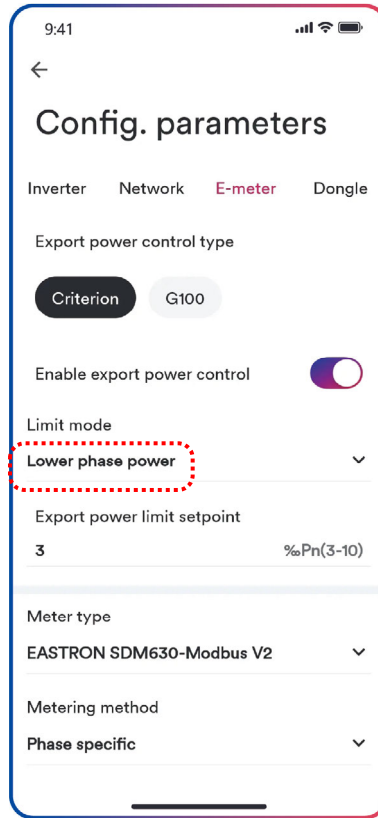 9:41
Config. parameters
Inverter Network E-meter Dongle
Export power control type
Criterion G100
Enable export power control
Limit mode
Lower phase power
Export power limit setpoint
3 ‰Pn(3-10)
Meter type
EASTRON SDM630-Modbus V2
Metering method
Phase specific